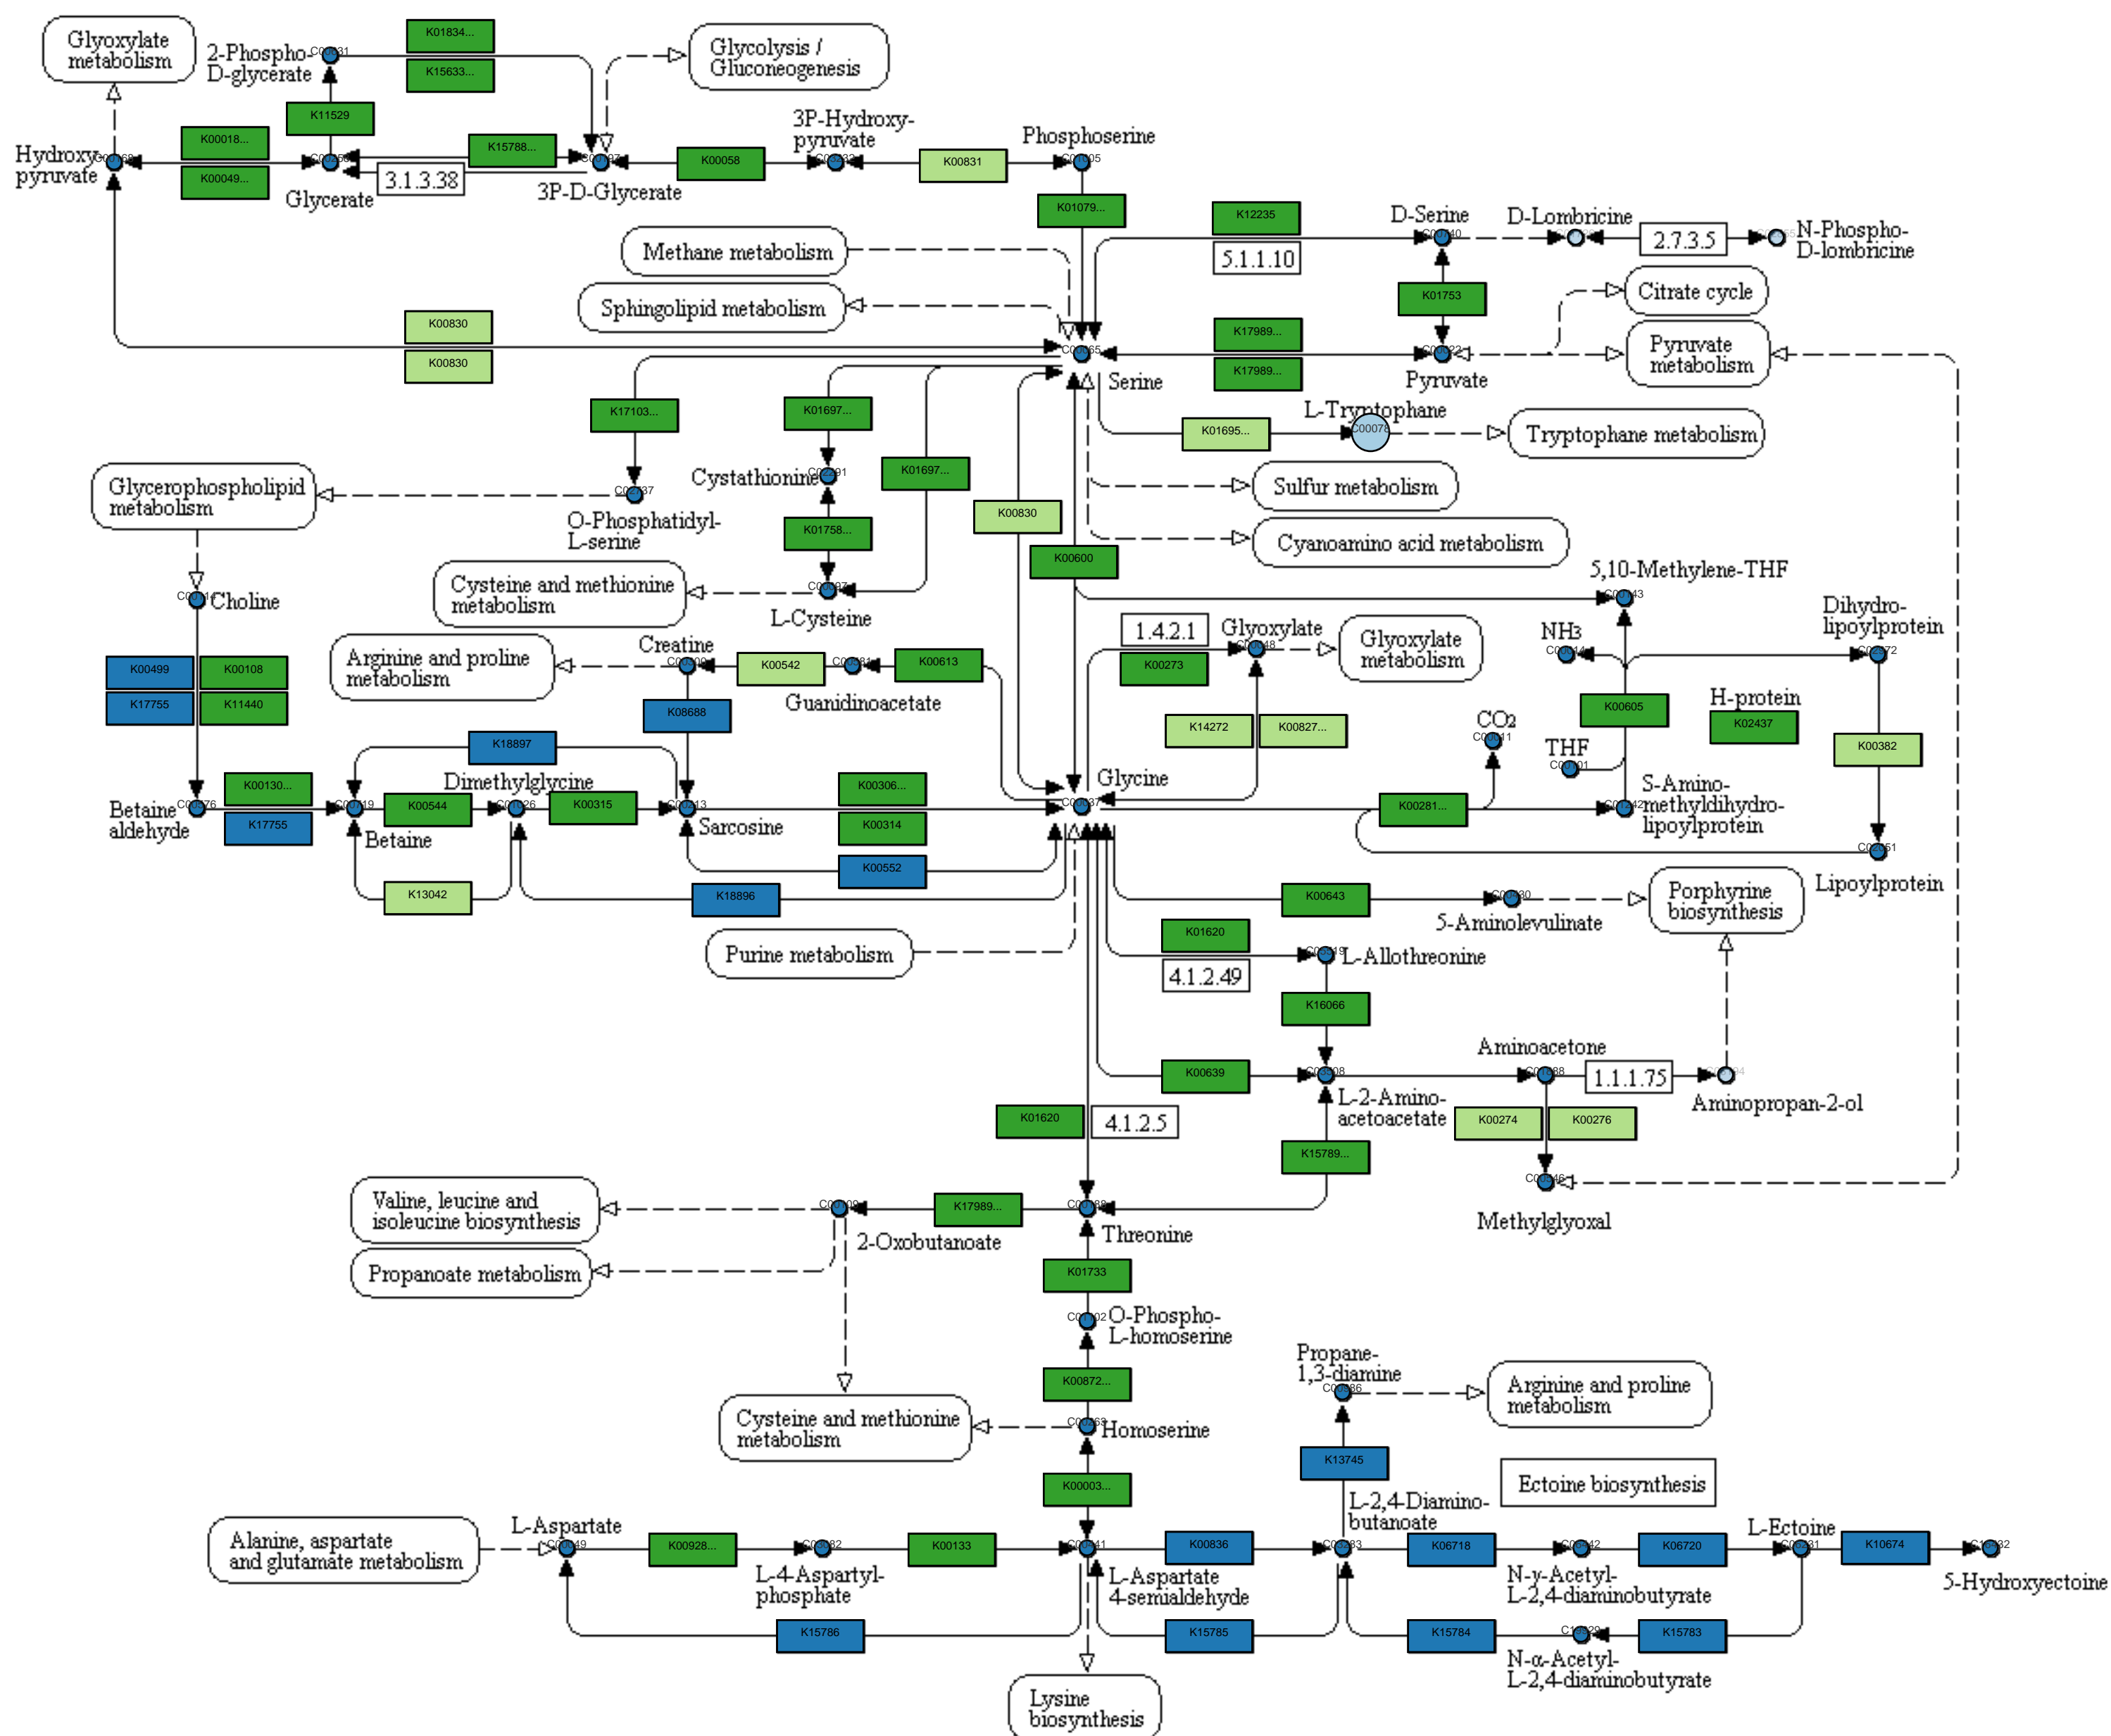 Glyoxylate
metabolism
2-Phospho-
D-glycerate
K01834...
K15633...
Glycolysis /
Gluconeogenesis
K11529
Hydroxy-
pyruvate
K00018...
K00049...
Glycerate
K15788...
3.1.3.38
3P-D-Glycerate
K00058
3P-Hydroxy-
pyruvate
K00831
Phosphoserine
K01079...
Methane metabolism
Sphingolipid metabolism
K12235
5.1.1.10
D-Serine
D-Lombricine
2.7.3.5
N-Phospho-
D-lombricine
K01753
Citrate cycle
Pyruvate
metabolism
K00830
K00830
Serine
K17989...
K17989...
Pyruvate
K17103...
K01697...
K01697...
L-Tryptophane
K01695...
C00078
Tryptophane metabolism
Cystathionine
Sulfur metabolism
Glycerophospholipid
metabolism
O-Phosphatidyl-
L-serine
K01758...
K00830
K00600
Cyanoamino acid metabolism
Cysteine and methionine
metabolism
L-Cysteine
Choline
5,10-Methylene-THF
Dihydro-
lipoylprotein
NH3
1.4.2.1
K00273
Glyoxylate
Glyoxylate
metabolism
Arginine and proline
metabolism
Creatine
K00542
K00613
Guanidinoacetate
K00499
K00108
K17755
K11440
K08688
K14272
K00827...
CO2
K00605
H-protein
K02437
THF
K00382
K18897
Dimethylglycine
Glycine
Betaine
aldehyde
K00130...
K17755
K00544
Betaine
K00315
Sarcosine
K00306...
K00314
K00552
K00281...
S-Amino-
methyldihydro-
lipoylprotein
K13042
K18896
Lipoylprotein
K00643
5-Aminolevulinate
Porphyrine
biosynthesis
Purine metabolism
K01620
4.1.2.49
L-Allothreonine
K16066
Aminoacetone
K00639
1.1.1.75
L-2-Amino-
acetoacetate
Aminopropan-2-ol
K01620
4.1.2.5
K00274
K00276
K15789...
Methylglyoxal
Valine, leucine and
isoleucine biosynthesis
K17989...
2-Oxobutanoate
Threonine
Propanoate metabolism
K01733
O-Phospho-
L-homoserine
K00872...
Propane-
1,3-diamine
Arginine and proline
metabolism
Cysteine and methionine
metabolism
Homoserine
K13745
Ectoine biosynthesis
K00003...
L-2,4-Diamino-
butanoate
Alanine, aspartate
and glutamate metabolism
L-Aspartate
K00928...
L-4-Aspartyl-
phosphate
K00133
L-Aspartate
4-semialdehyde
K00836
K06718
N-γ-Acetyl-
L-2,4-diaminobutyrate
K06720
L-Ectoine
K10674
5-Hydroxyectoine
K15786
K15785
K15784
K15783
N-α-Acetyl-
L-2,4-diaminobutyrate
Lysine
biosynthesis